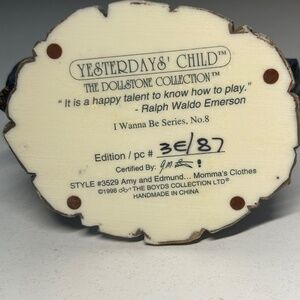 YESTERDAYS' CHILD™
THE DOLLSTONE COLLECTION™
"It is a happy talent to know how to play."
- Ralph Waldo Emerson
I Wanna Be Series, No.8
Edition / pc # 3E/87
Certified By:
STYLE #3529 Amy and Edmund... Momma's Clothes
©1998 THE BOYDS COLLECTION LTD®
HANDMADE IN CHINA